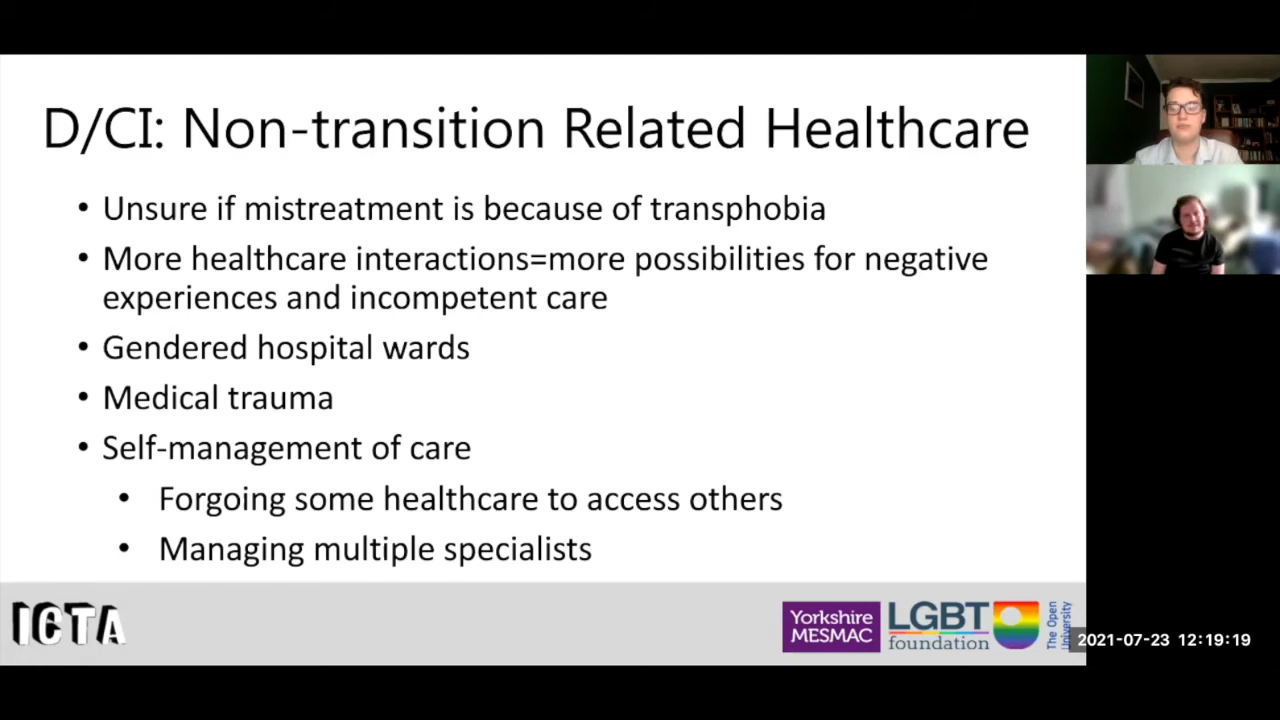 D/CI: Non-transition Related Healthcare
• Unsure if mistreatment is because of transphobia
• More healthcare interactions=more possibilities for negative
experiences and incompetent care
• Gendered hospital wards
• Medical trauma
• Self-management of care
• Forgoing some healthcare to access others
• Managing multiple specialists
ICTA
Yorkshire
MESMAC
LGBT
foundation
The Open
University
2021-07-23 12:19:19